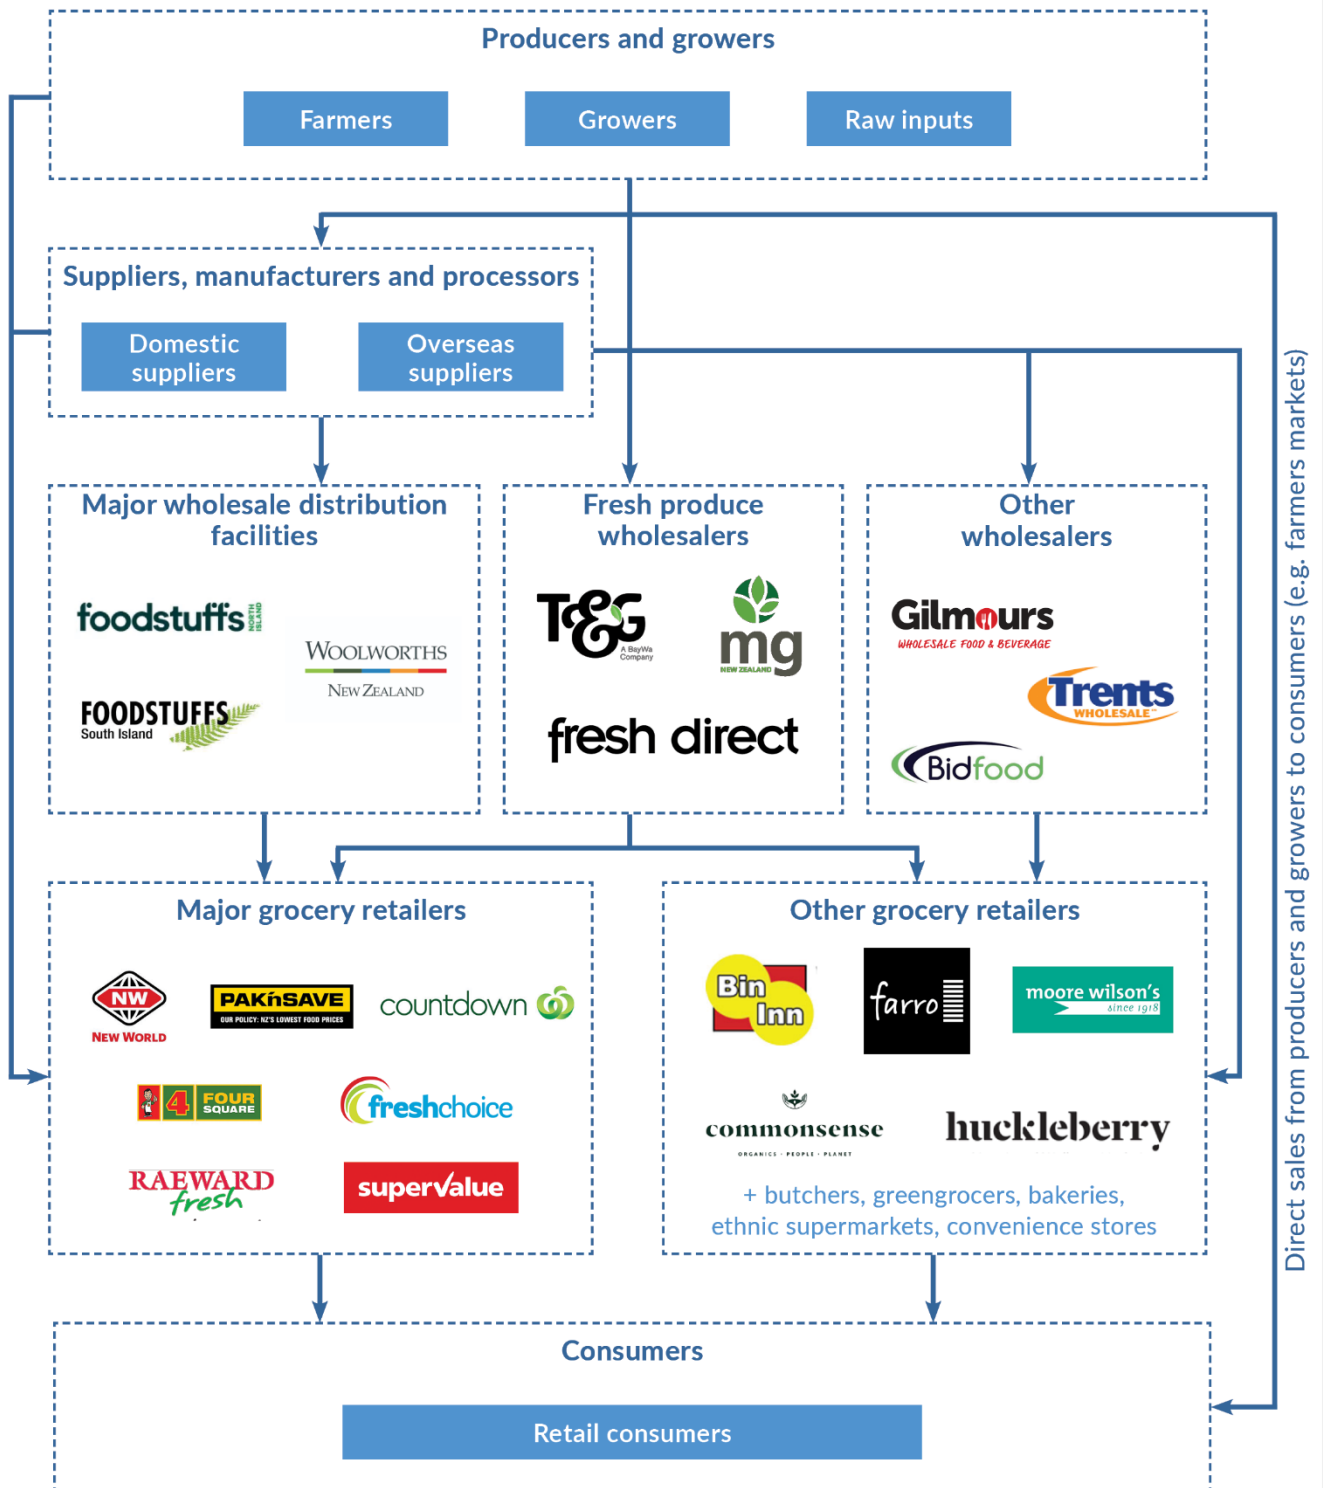 Producers and growers
Farmers
Growers
Raw inputs
Suppliers, manufacturers and processors
Domestic
suppliers
Overseas
suppliers
Major wholesale distribution
facilities
foodstuffs
NORTH
ISLAND
WOOLWORTHS
NEW ZEALAND
FOODSTUFFS
South Island
Fresh produce
wholesalers
T&G
A BayWa
Company
mg
NEW ZEALAND
fresh direct
Other
wholesalers
Gilmours
WHOLESALE FOOD & BEVERAGE
Trents
WHOLESALE™
Bidfood
Major grocery retailers
NW
NEW WORLD
PAKnSAVE
OUR POLICY: NZ'S LOWEST FOOD PRICES
countdown
4
FOUR
SQUARE
freshchoice
RAEWARD
fresh
supervalue
Other grocery retailers
Bin
Inn
farro
moore wilson's
since 1918
commonsense
ORGANICS · PEOPLE · PLANET
huckleberry
+ butchers, greengrocers, bakeries,
ethnic supermarkets, convenience stores
Consumers
Retail consumers
Direct sales from producers and growers to consumers (e.g. farmers markets)